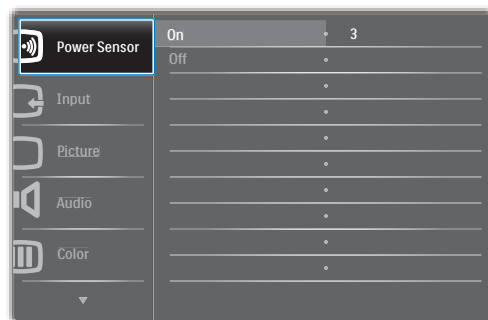 Power Sensor
On 3
Off
Input
Picture
Audio
Color